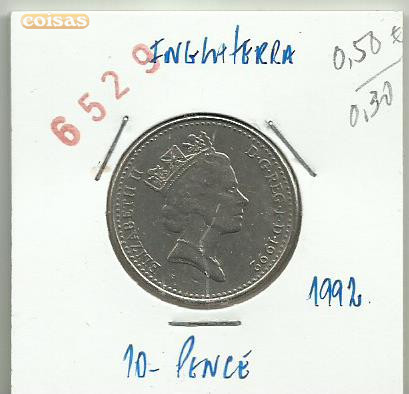 coisas
INGLATERRA
0,50 €
0,30
6529
ELIZABETH II D·G·REG·F·D·1992
1992.
10- PENCE